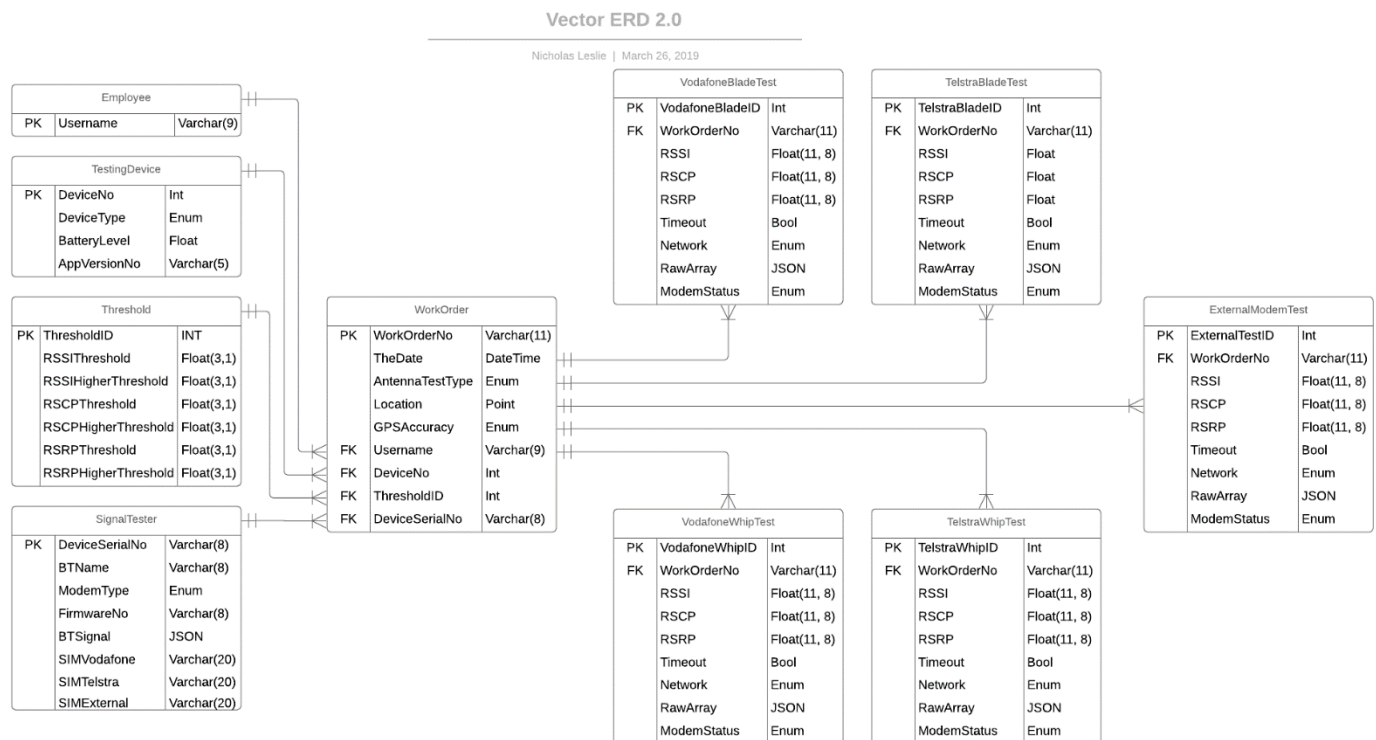 Vector ERD 2.0
Nicholas Leslie | March 26, 2019
Employee
PK Username Varchar(9)
TestingDevice
PK DeviceNo Int
DeviceType Enum
BatteryLevel Float
AppVersionNo Varchar(5)
Threshold
PK ThresholdID INT
RSSIThreshold Float(3,1)
RSSIHigherThreshold Float(3,1)
RSCPThreshold Float(3,1)
RSCPHigherThreshold Float(3,1)
RSRPThreshold Float(3,1)
RSRPHigherThreshold Float(3,1)
SignalTester
PK DeviceSerialNo Varchar(8)
BTName Varchar(8)
ModemType Enum
FirmwareNo Varchar(8)
BTSignal JSON
SIMVodafone Varchar(20)
SIMTelstra Varchar(20)
SIMExternal Varchar(20)
WorkOrder
PK WorkOrderNo Varchar(11)
TheDate DateTime
AntennaTestType Enum
Location Point
GPSAccuracy Enum
FK Username Varchar(9)
FK DeviceNo Int
FK ThresholdID Int
FK DeviceSerialNo Varchar(8)
VodafoneBladeTest
PK VodafoneBladeID Int
FK WorkOrderNo Varchar(11)
RSSI Float(11, 8)
RSCP Float(11, 8)
RSRP Float(11, 8)
Timeout Bool
Network Enum
RawArray JSON
ModemStatus Enum
TelstraBladeTest
PK TelstraBladeID Int
FK WorkOrderNo Varchar(11)
RSSI Float
RSCP Float
RSRP Float
Timeout Bool
Network Enum
RawArray JSON
ModemStatus Enum
ExternalModemTest
PK ExternalTestID Int
FK WorkOrderNo Varchar(11)
RSSI Float(11, 8)
RSCP Float(11, 8)
RSRP Float(11, 8)
Timeout Bool
Network Enum
RawArray JSON
ModemStatus Enum
VodafoneWhipTest
PK VodafoneWhipID Int
FK WorkOrderNo Varchar(11)
RSSI Float(11, 8)
RSCP Float(11, 8)
RSRP Float(11, 8)
Timeout Bool
Network Enum
RawArray JSON
ModemStatus Enum
TelstraWhipTest
PK TelstraWhipID Int
FK WorkOrderNo Varchar(11)
RSSI Float(11, 8)
RSCP Float(11, 8)
RSRP Float(11, 8)
Timeout Bool
Network Enum
RawArray JSON
ModemStatus Enum